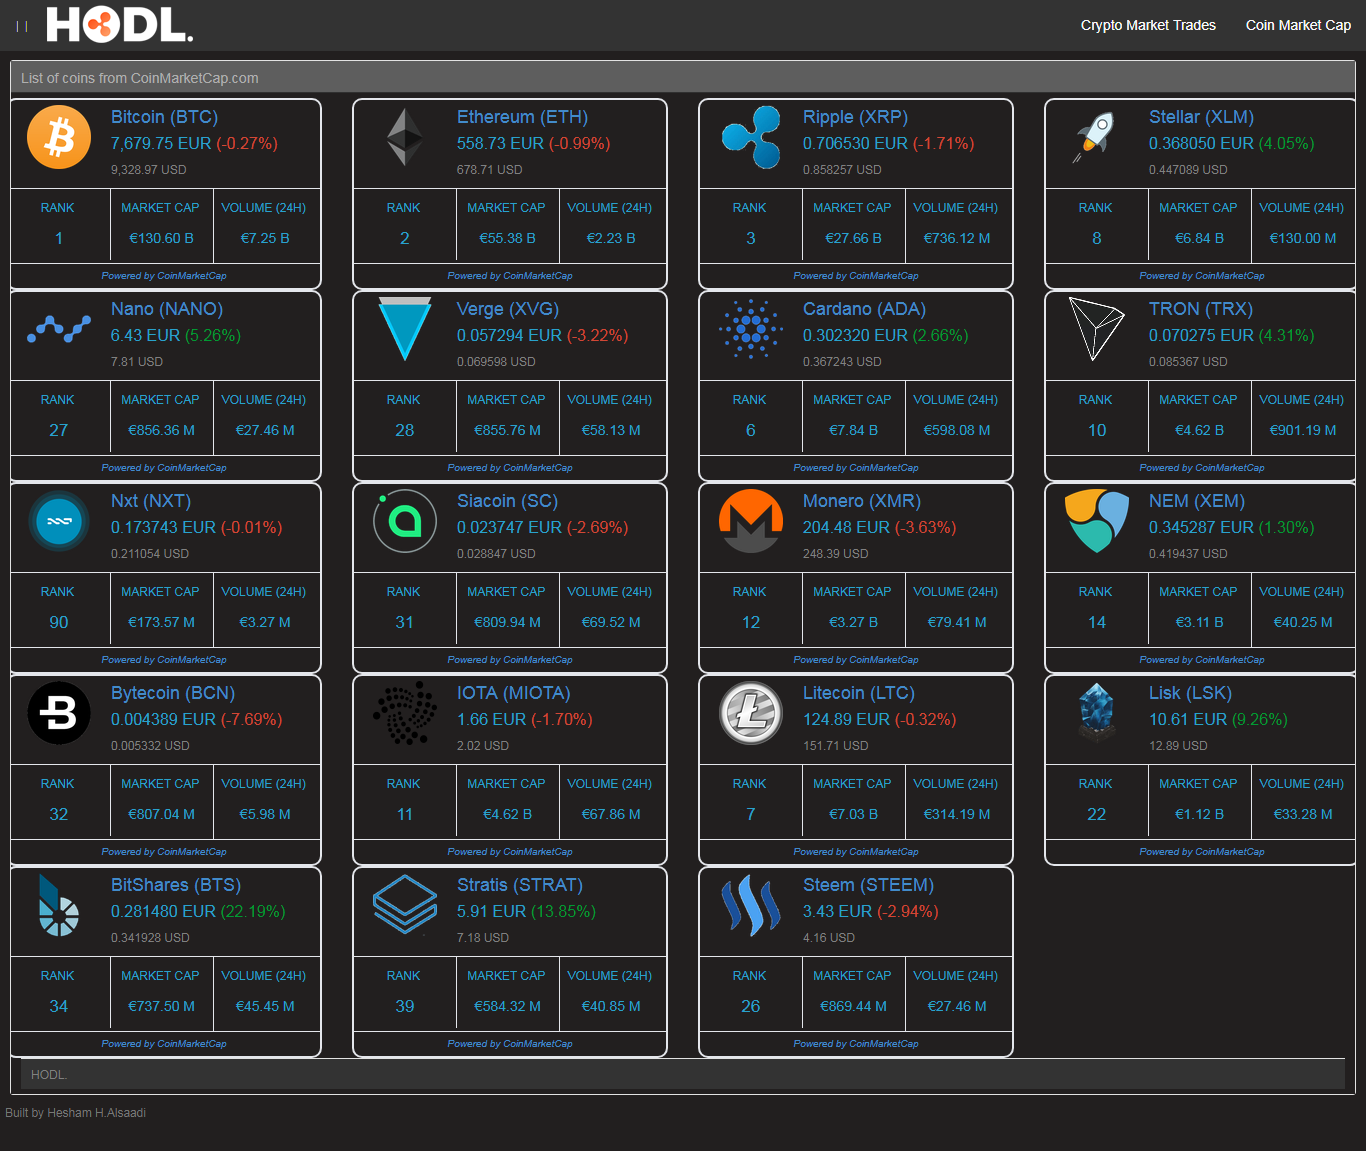 HODL.
Crypto Market Trades Coin Market Cap
List of coins from CoinMarketCap.com
Bitcoin (BTC)
7,679.75 EUR (-0.27%)
9,328.97 USD
RANK MARKET CAP VOLUME (24H)
1 €130.60 B €7.25 B
Powered by CoinMarketCap
Ethereum (ETH)
558.73 EUR (-0.99%)
678.71 USD
RANK MARKET CAP VOLUME (24H)
2 €55.38 B €2.23 B
Powered by CoinMarketCap
Ripple (XRP)
0.706530 EUR (-1.71%)
0.858257 USD
RANK MARKET CAP VOLUME (24H)
3 €27.66 B €736.12 M
Powered by CoinMarketCap
Stellar (XLM)
0.368050 EUR (4.05%)
0.447089 USD
RANK MARKET CAP VOLUME (24H)
8 €6.84 B €130.00 M
Powered by CoinMarketCap
Nano (NANO)
6.43 EUR (5.26%)
7.81 USD
RANK MARKET CAP VOLUME (24H)
27 €856.36 M €27.46 M
Powered by CoinMarketCap
Verge (XVG)
0.057294 EUR (-3.22%)
0.069598 USD
RANK MARKET CAP VOLUME (24H)
28 €855.76 M €58.13 M
Powered by CoinMarketCap
Cardano (ADA)
0.302320 EUR (2.66%)
0.367243 USD
RANK MARKET CAP VOLUME (24H)
6 €7.84 B €598.08 M
Powered by CoinMarketCap
TRON (TRX)
0.070275 EUR (4.31%)
0.085367 USD
RANK MARKET CAP VOLUME (24H)
10 €4.62 B €901.19 M
Powered by CoinMarketCap
Nxt (NXT)
0.173743 EUR (-0.01%)
0.211054 USD
RANK MARKET CAP VOLUME (24H)
90 €173.57 M €3.27 M
Powered by CoinMarketCap
Siacoin (SC)
0.023747 EUR (-2.69%)
0.028847 USD
RANK MARKET CAP VOLUME (24H)
31 €809.94 M €69.52 M
Powered by CoinMarketCap
Monero (XMR)
204.48 EUR (-3.63%)
248.39 USD
RANK MARKET CAP VOLUME (24H)
12 €3.27 B €79.41 M
Powered by CoinMarketCap
NEM (XEM)
0.345287 EUR (1.30%)
0.419437 USD
RANK MARKET CAP VOLUME (24H)
14 €3.11 B €40.25 M
Powered by CoinMarketCap
Bytecoin (BCN)
0.004389 EUR (-7.69%)
0.005332 USD
RANK MARKET CAP VOLUME (24H)
32 €807.04 M €5.98 M
Powered by CoinMarketCap
IOTA (MIOTA)
1.66 EUR (-1.70%)
2.02 USD
RANK MARKET CAP VOLUME (24H)
11 €4.62 B €67.86 M
Powered by CoinMarketCap
Litecoin (LTC)
124.89 EUR (-0.32%)
151.71 USD
RANK MARKET CAP VOLUME (24H)
7 €7.03 B €314.19 M
Powered by CoinMarketCap
Lisk (LSK)
10.61 EUR (9.26%)
12.89 USD
RANK MARKET CAP VOLUME (24H)
22 €1.12 B €33.28 M
Powered by CoinMarketCap
BitShares (BTS)
0.281480 EUR (22.19%)
0.341928 USD
RANK MARKET CAP VOLUME (24H)
34 €737.50 M €45.45 M
Powered by CoinMarketCap
Stratis (STRAT)
5.91 EUR (13.85%)
7.18 USD
RANK MARKET CAP VOLUME (24H)
39 €584.32 M €40.85 M
Powered by CoinMarketCap
Steem (STEEM)
3.43 EUR (-2.94%)
4.16 USD
RANK MARKET CAP VOLUME (24H)
26 €869.44 M €27.46 M
Powered by CoinMarketCap
HODL.
Built by Hesham H.Alsaadi